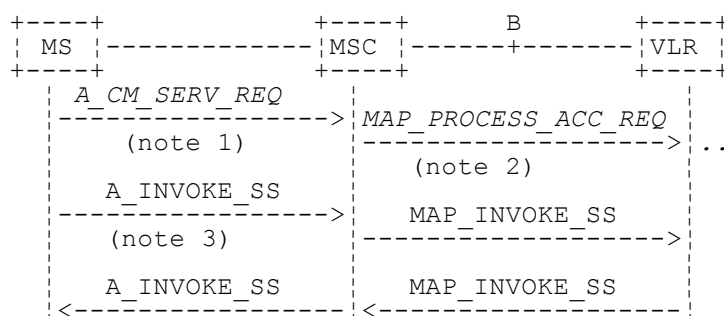 B
MS MSC VLR
A_CM_SERV_REQ
MAP_PROCESS_ACC_REQ
(note 1) ..
(note 2)
A_INVOKE_SS
MAP_INVOKE_SS
(note 3)
A_INVOKE_SS MAP_INVOKE_SS